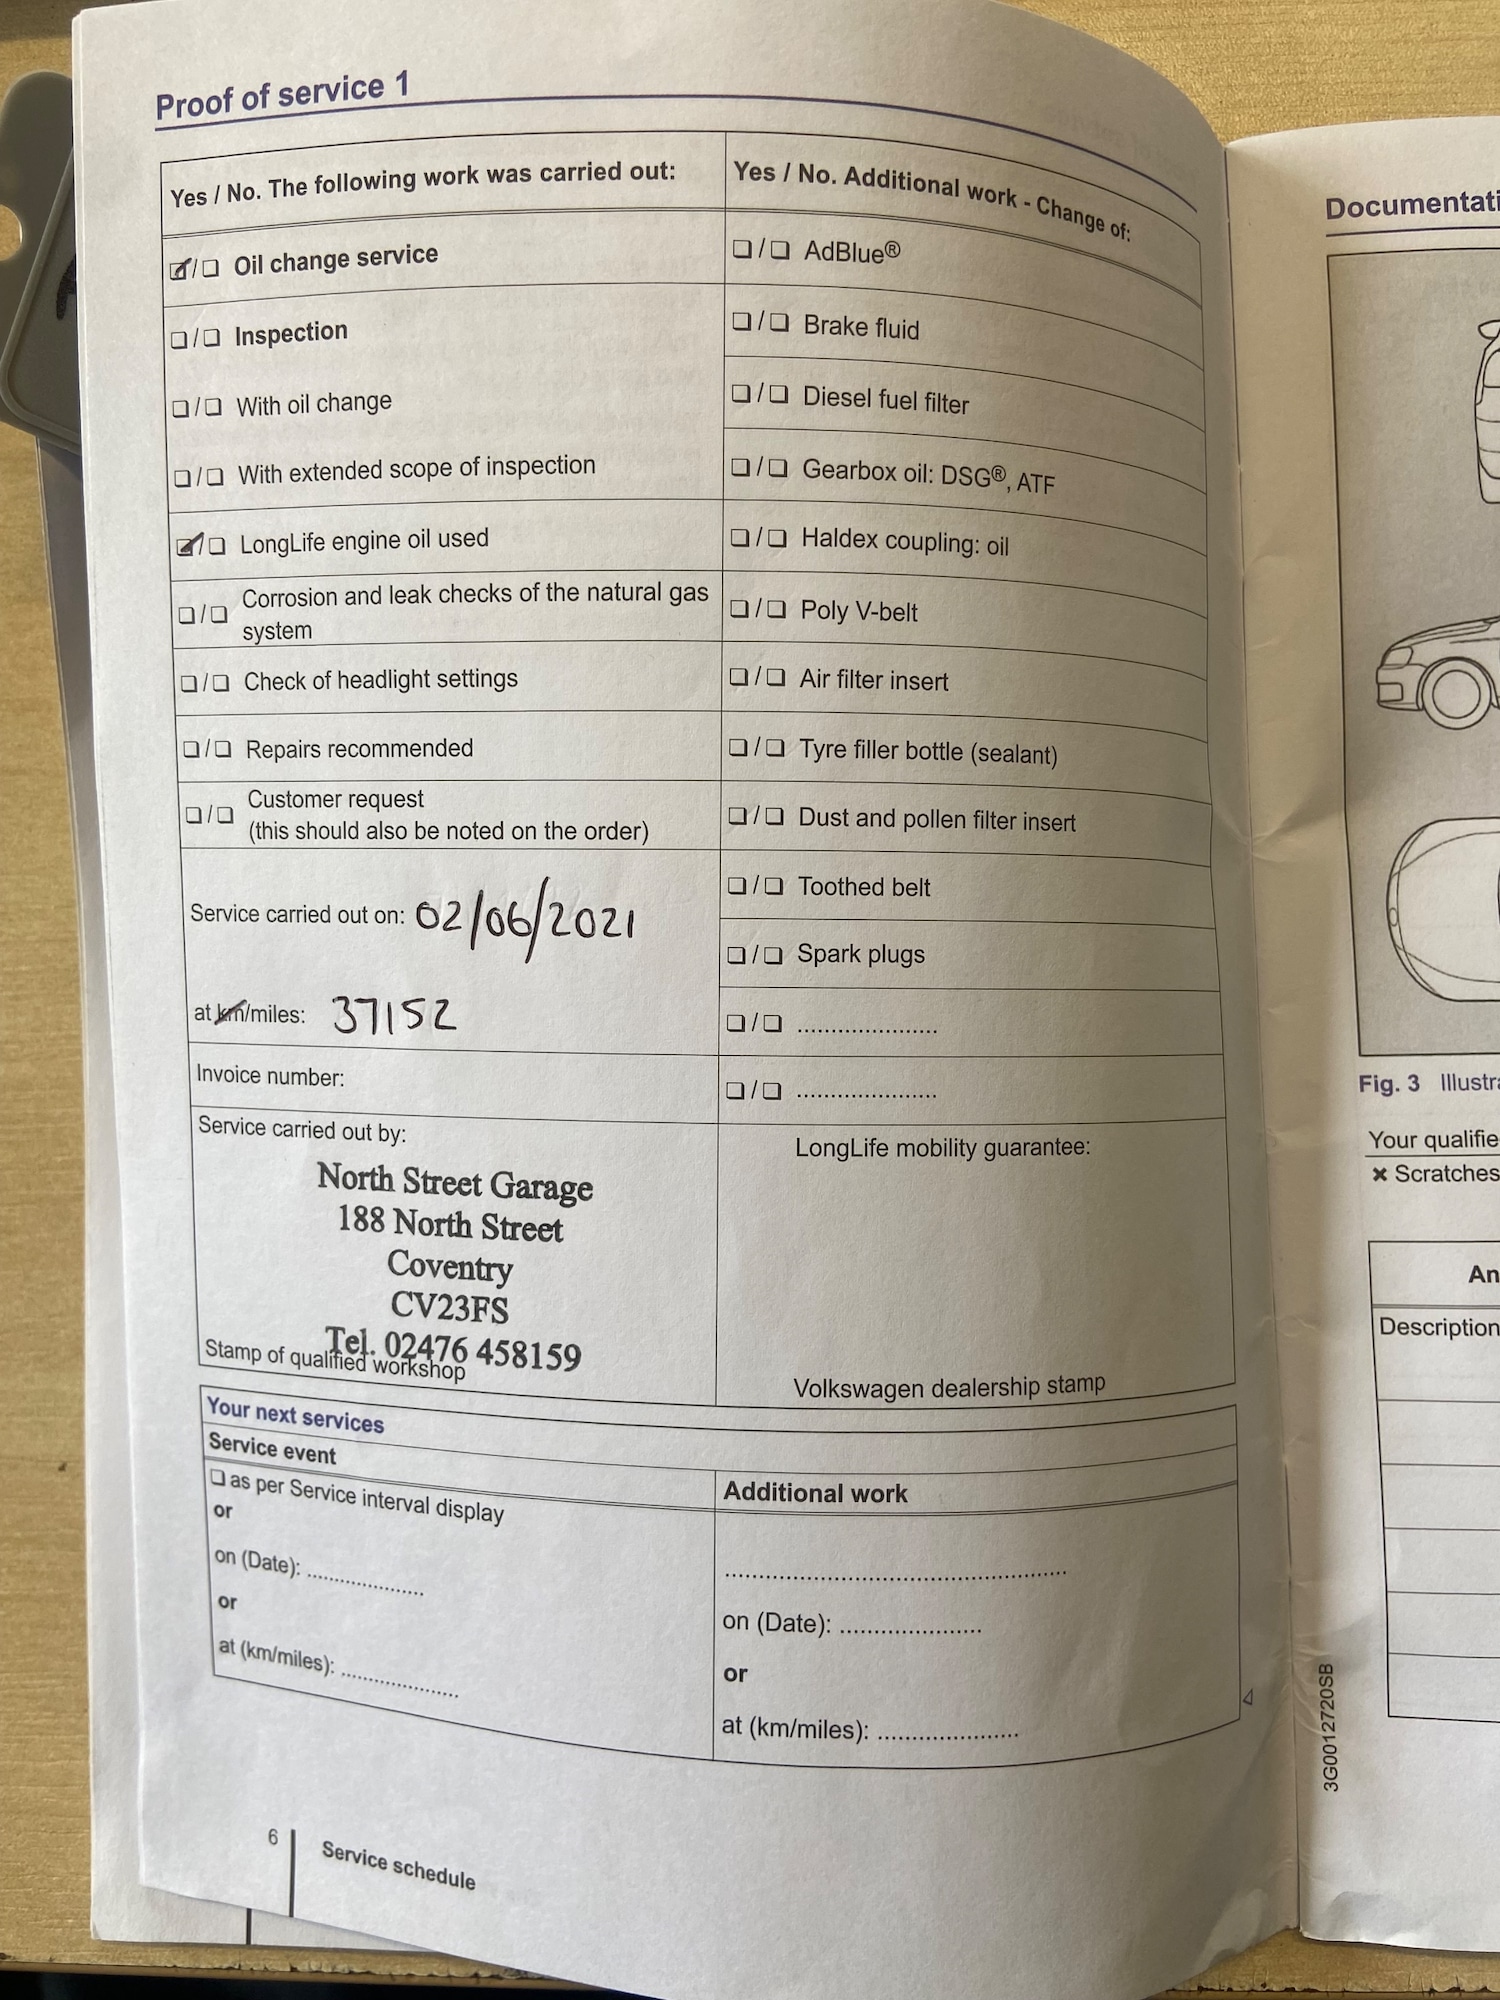 Proof of service 1
Yes / No. The following work was carried out:
☑/❏ Oil change service
❏/❏ Inspection
❏/❏ With oil change
❏/❏ With extended scope of inspection
☑/❏ LongLife engine oil used
❏/❏ Corrosion and leak checks of the natural gas
system
❏/❏ Check of headlight settings
❏/❏ Repairs recommended
❏/❏ Customer request
(this should also be noted on the order)
Service carried out on: 02/06/2021
at km/miles: 37152
Invoice number:
Service carried out by:
North Street Garage
188 North Street
Coventry
CV23FS
Tel. 02476 458159
Stamp of qualified workshop
Yes / No. Additional work - Change of:
❏/❏ AdBlue®
❏/❏ Brake fluid
❏/❏ Diesel fuel filter
❏/❏ Gearbox oil: DSG®, ATF
❏/❏ Haldex coupling: oil
❏/❏ Poly V-belt
❏/❏ Air filter insert
❏/❏ Tyre filler bottle (sealant)
❏/❏ Dust and pollen filter insert
❏/❏ Toothed belt
❏/❏ Spark plugs
❏/❏ .....................
❏/❏ .....................
LongLife mobility guarantee:
Volkswagen dealership stamp
Your next services
Service event
❏ as per Service interval display
or
on (Date): .....................
or
at (km/miles): .....................
Additional work
....................................................
on (Date): .....................
or
at (km/miles): .....................
6
Service schedule
Documentati
Fig. 3 Illustra
Your qualifie
✖ Scratches
An
Description
3G0012720SB